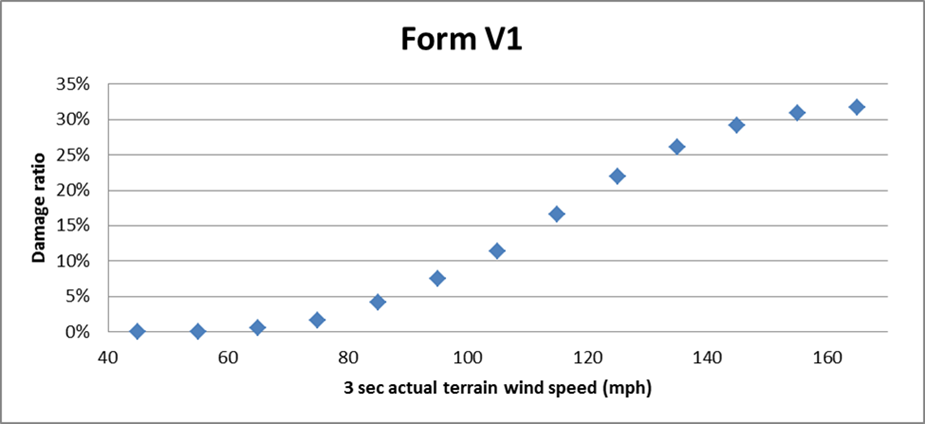 Form V1
35%
30%
25%
20%
15%
10%
5%
0%
Damage ratio
40 60 80 100 120 140 160
3 sec actual terrain wind speed (mph)